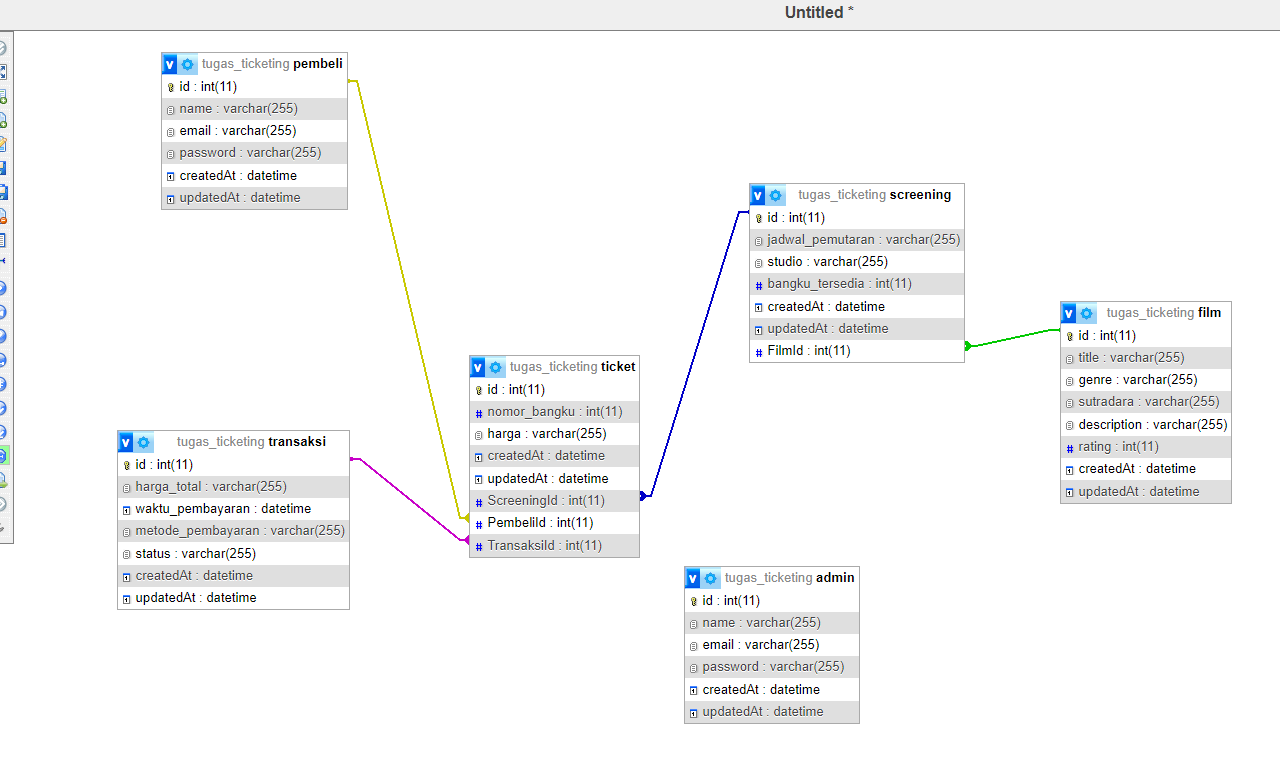 Untitled *
tugas_ticketing pembeli
id : int(11)
name : varchar(255)
email : varchar(255)
password : varchar(255)
createdAt : datetime
updatedAt : datetime
tugas_ticketing screening
id : int(11)
jadwal_pemutaran : varchar(255)
studio : varchar(255)
bangku_tersedia : int(11)
createdAt : datetime
updatedAt : datetime
FilmId : int(11)
tugas_ticketing film
id : int(11)
title : varchar(255)
genre : varchar(255)
sutradara : varchar(255)
description : varchar(255)
rating : int(11)
createdAt : datetime
updatedAt : datetime
tugas_ticketing ticket
id : int(11)
nomor_bangku : int(11)
harga : varchar(255)
createdAt : datetime
updatedAt : datetime
ScreeningId : int(11)
PembeliId : int(11)
TransaksiId : int(11)
tugas_ticketing transaksi
id : int(11)
harga_total : varchar(255)
waktu_pembayaran : datetime
metode_pembayaran : varchar(255)
status : varchar(255)
createdAt : datetime
updatedAt : datetime
tugas_ticketing admin
id : int(11)
name : varchar(255)
email : varchar(255)
password : varchar(255)
createdAt : datetime
updatedAt : datetime